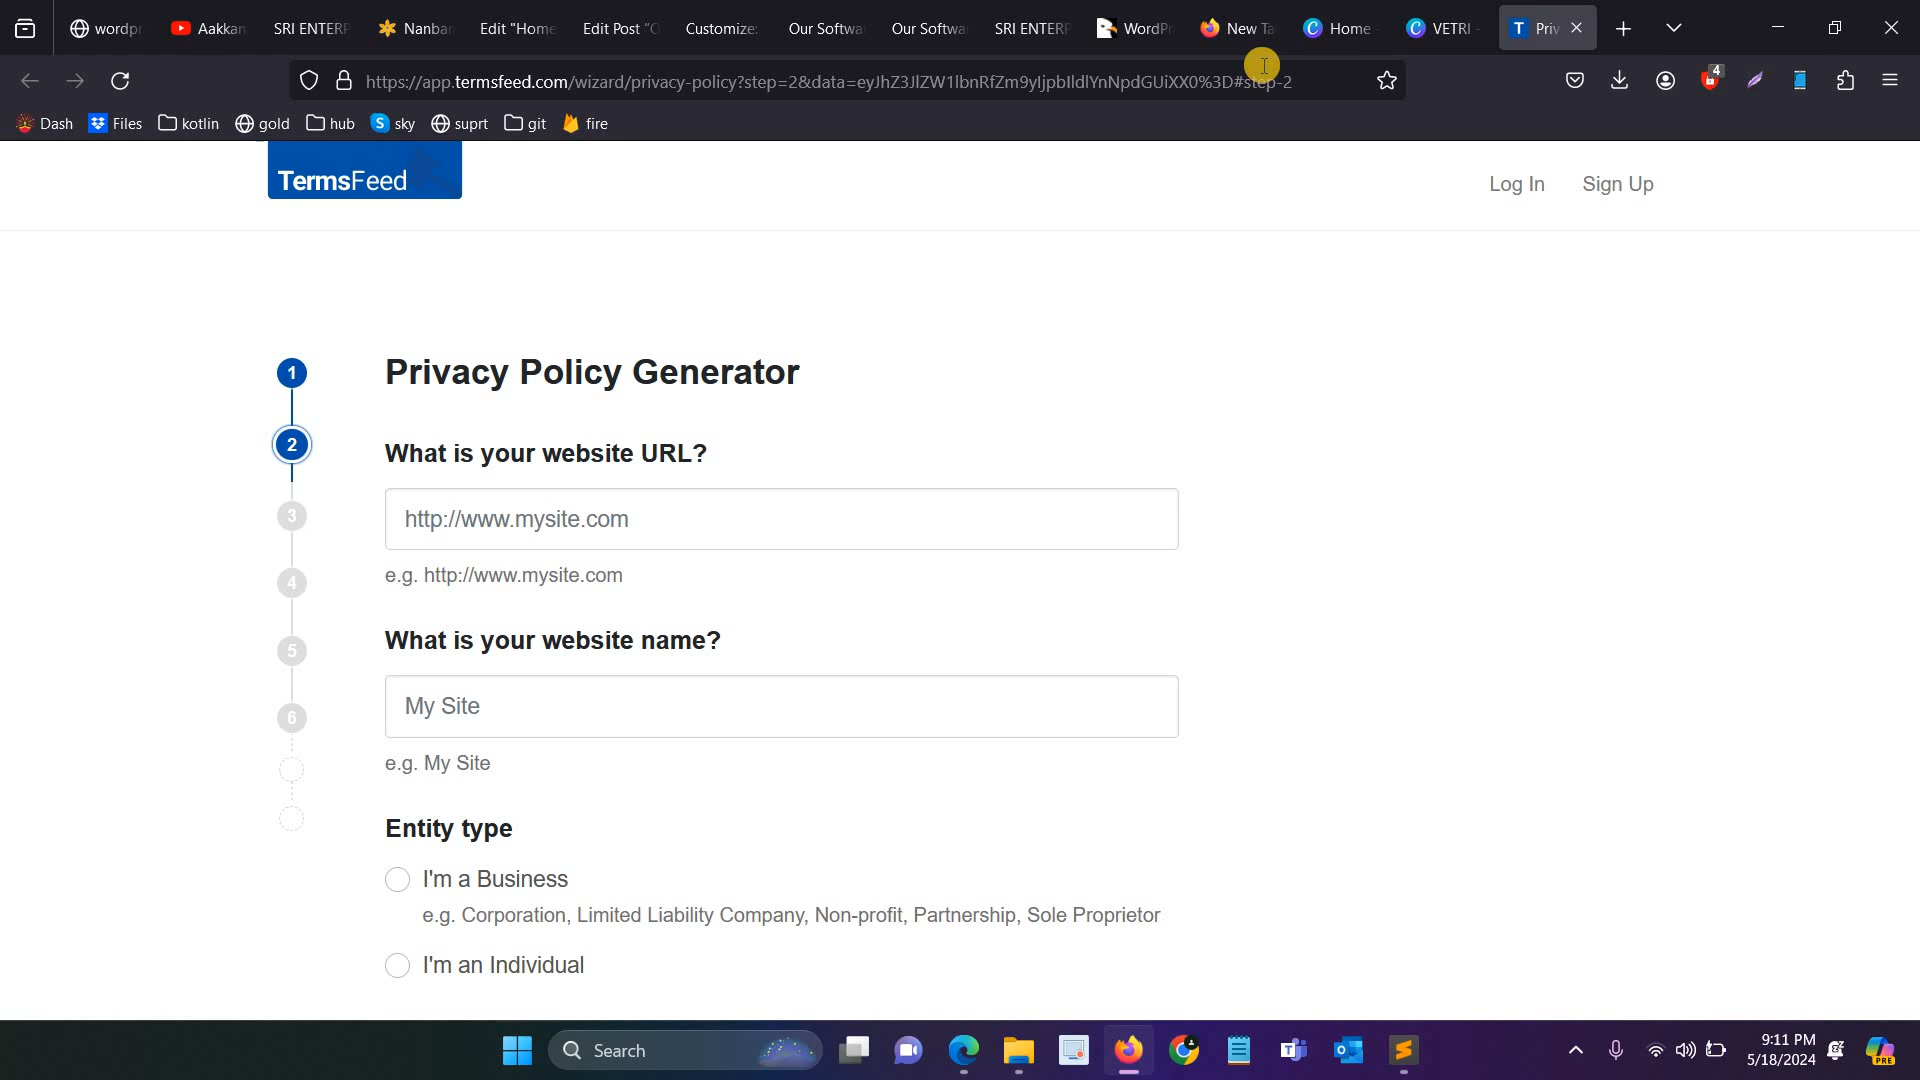 wordpr
Aakkan
SRI ENTERP
Nanban
Edit "Home
Edit Post "O
Customize:
Our Softwa
Our Softwa
SRI ENTERP
WordPr
New Ta
Home -
VETRI -
T Priv
https://app.termsfeed.com/wizard/privacy-policy?step=2&data=eyJhZ3JlZW1lbnRfZm9yIjpbIldlYnNpdGUiXX0%3D#step-2
4
Dash
Files
kotlin
gold
hub
sky
suprt
git
fire
TermsFeed
Log In
Sign Up
1
Privacy Policy Generator
2
What is your website URL?
3
http://www.mysite.com
e.g. http://www.mysite.com
4
What is your website name?
5
My Site
6
e.g. My Site
Entity type
I'm a Business
e.g. Corporation, Limited Liability Company, Non-profit, Partnership, Sole Proprietor
I'm an Individual
Search
9:11 PM
5/18/2024
PRE